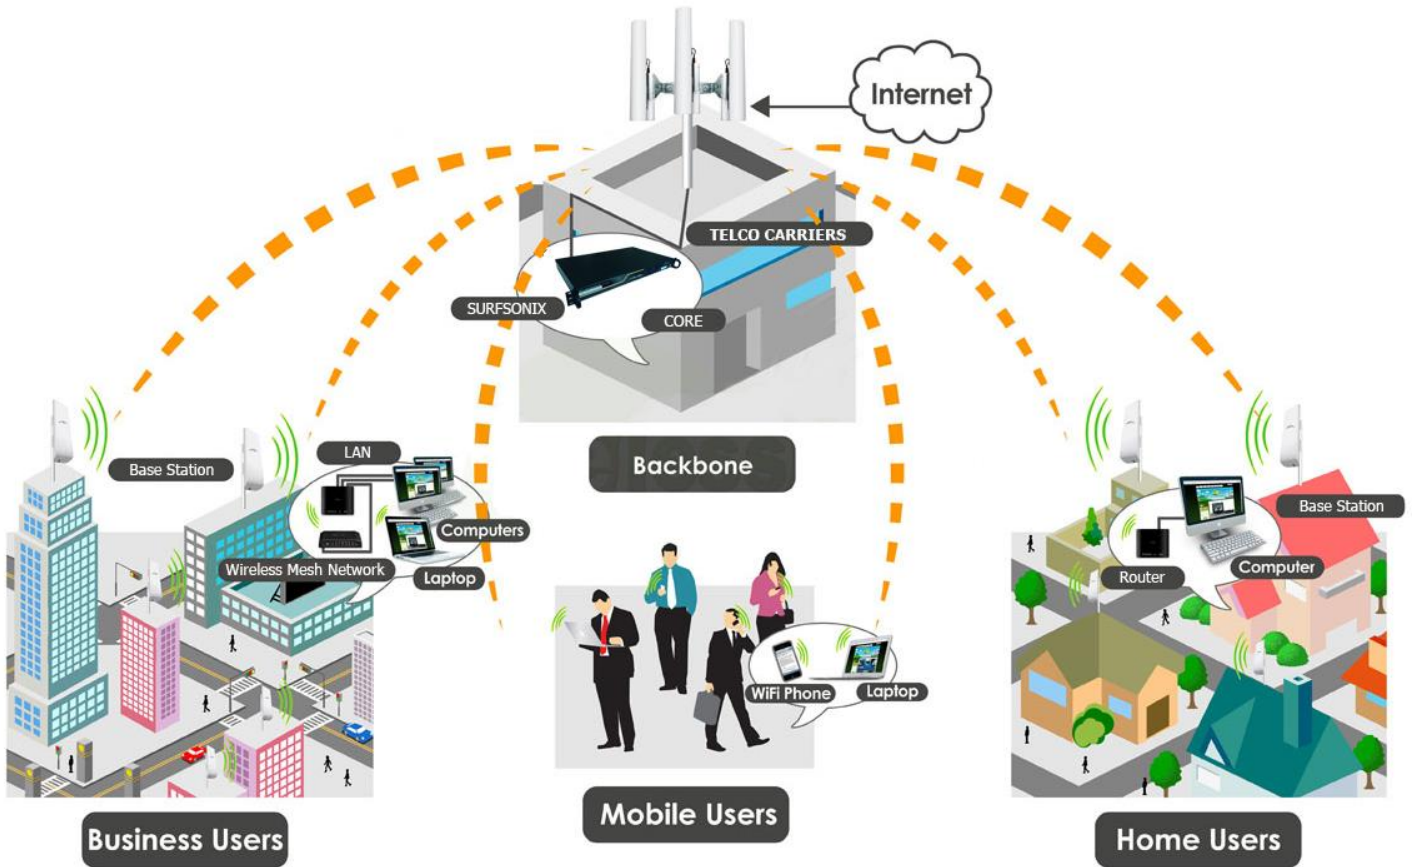 Internet
TELCO CARRIERS
SURFSONIX
CORE
Backbone
Base Station
LAN
Computers
Wireless Mesh Network
Laptop
WiFi Phone
Laptop
Base Station
Router
Computer
Business Users
Mobile Users
Home Users